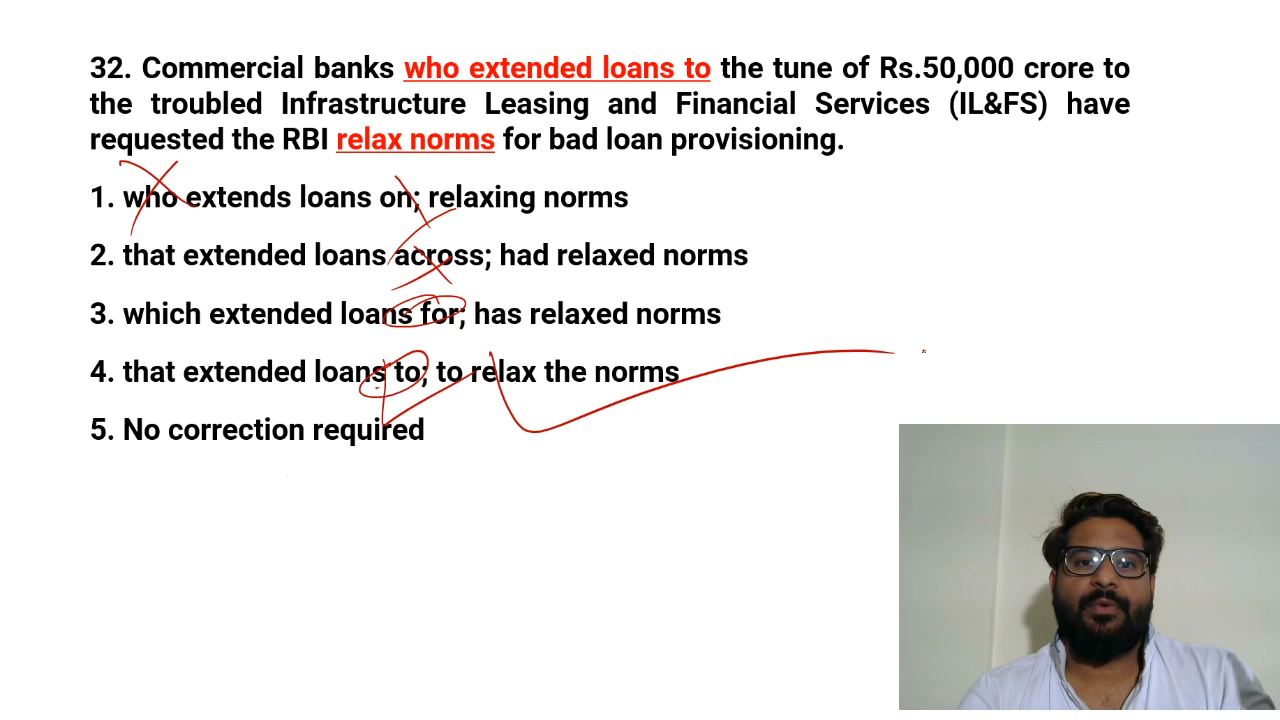 32. Commercial banks who extended loans to the tune of Rs.50,000 crore to
the troubled Infrastructure Leasing and Financial Services (IL&FS) have
requested the RBI relax norms for bad loan provisioning.
1. who extends loans on; relaxing norms
2. that extended loans across; had relaxed norms
3. which extended loans for; has relaxed norms
4. that extended loans to; to relax the norms
5. No correction required